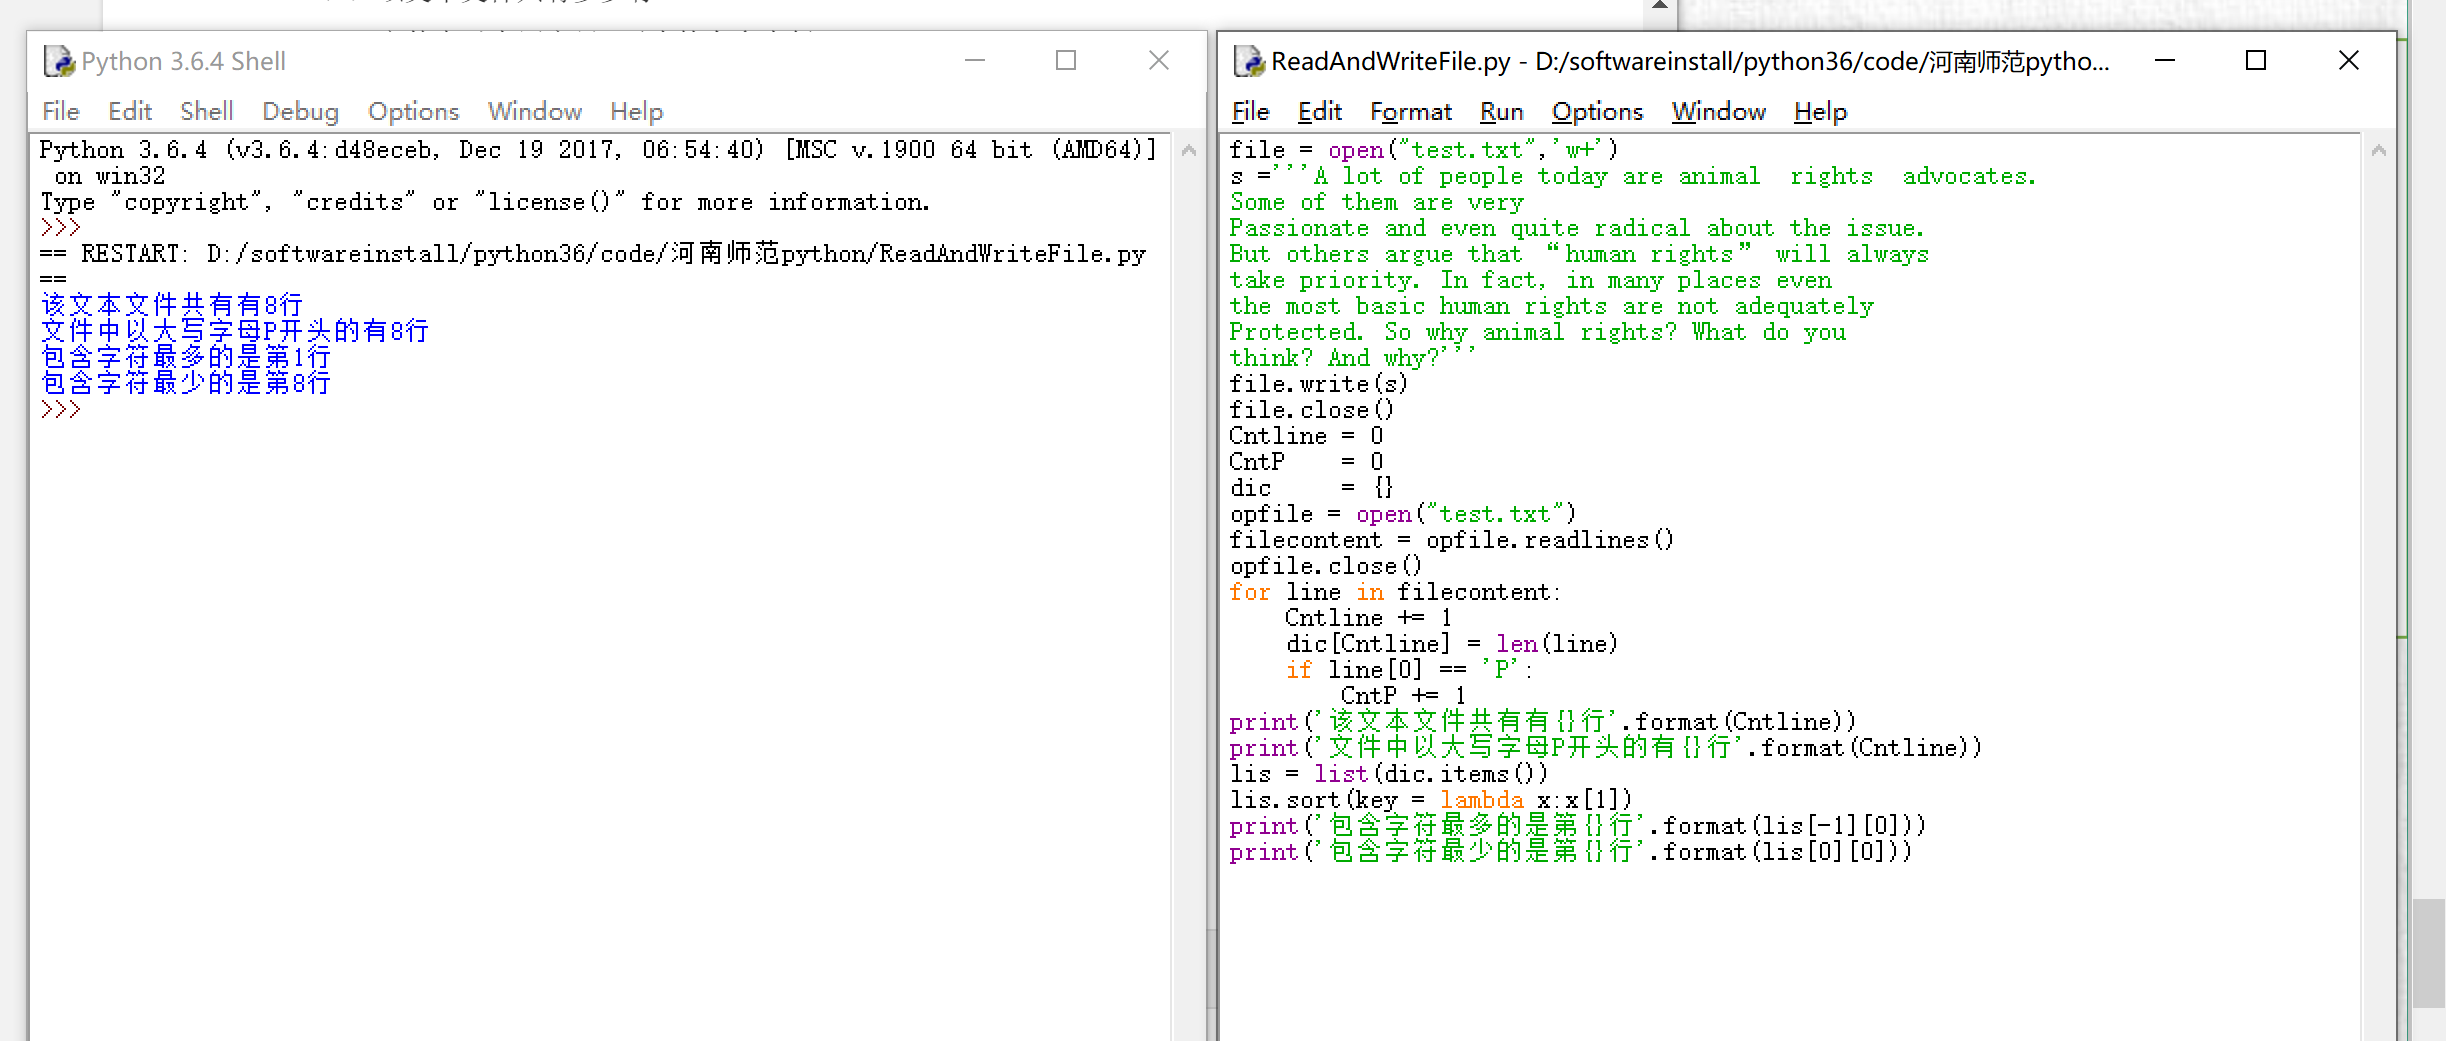 Python 3.6.4 Shell
File Edit Shell Debug Options Window Help
Python 3.6.4 (v3.6.4:d48eceb, Dec 19 2017, 06:54:40) [MSC v.1900 64 bit (AMD64)]
 on win32
Type "copyright", "credits" or "license()" for more information.
>>>
== RESTART: D:/softwareinstall/python36/code/河南师范python/ReadAndWriteFile.py
==
该文本文件共有有8行
文件中以大写字母P开头的有8行
包含字符最多的是第1行
包含字符最少的是第8行
>>>
ReadAndWriteFile.py - D:/softwareinstall/python36/code/河南师范pytho...
File Edit Format Run Options Window Help
file = open("test.txt",'w+')
s ='''A lot of people today are animal  rights  advocates.
Some of them are very
Passionate and even quite radical about the issue.
But others argue that “human rights” will always
take priority. In fact, in many places even
the most basic human rights are not adequately
Protected. So why animal rights? What do you
think? And why?'''
file.write(s)
file.close()
Cntline = 0
CntP    = 0
dic     = {}
opfile = open("test.txt")
filecontent = opfile.readlines()
opfile.close()
for line in filecontent:
    Cntline += 1
    dic[Cntline] = len(line)
    if line[0] == 'P':
        CntP += 1
print('该文本文件共有有{}行'.format(Cntline))
print('文件中以大写字母P开头的有{}行'.format(Cntline))
lis = list(dic.items())
lis.sort(key = lambda x:x[1])
print('包含字符最多的是第{}行'.format(lis[-1][0]))
print('包含字符最少的是第{}行'.format(lis[0][0]))